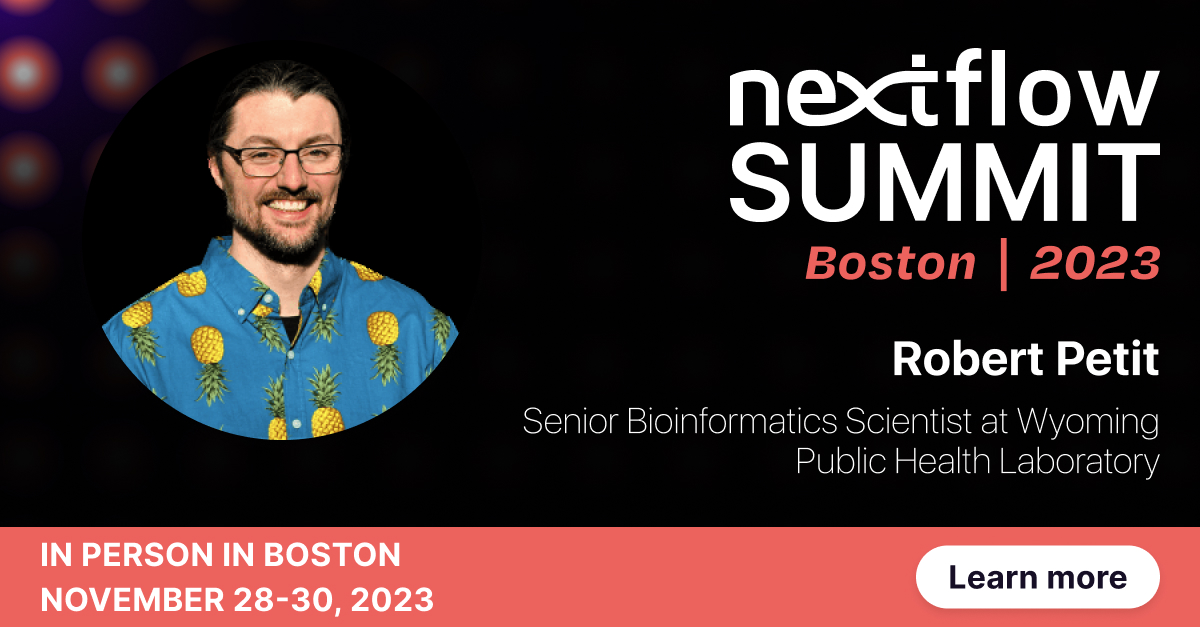 nextflow
SUMMIT
Boston | 2023
Robert Petit
Senior Bioinformatics Scientist at Wyoming
Public Health Laboratory
IN PERSON IN BOSTON
NOVEMBER 28-30, 2023
Learn more